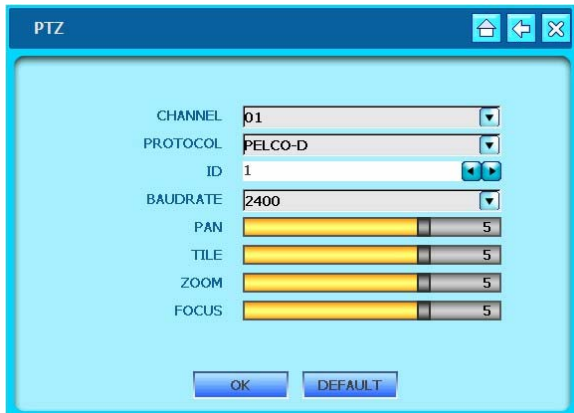 PTZ
CHANNEL 01
PROTOCOL PELCO-D
ID 1
BAUDRATE 2400
PAN 5
TILE 5
ZOOM 5
FOCUS 5
OK DEFAULT